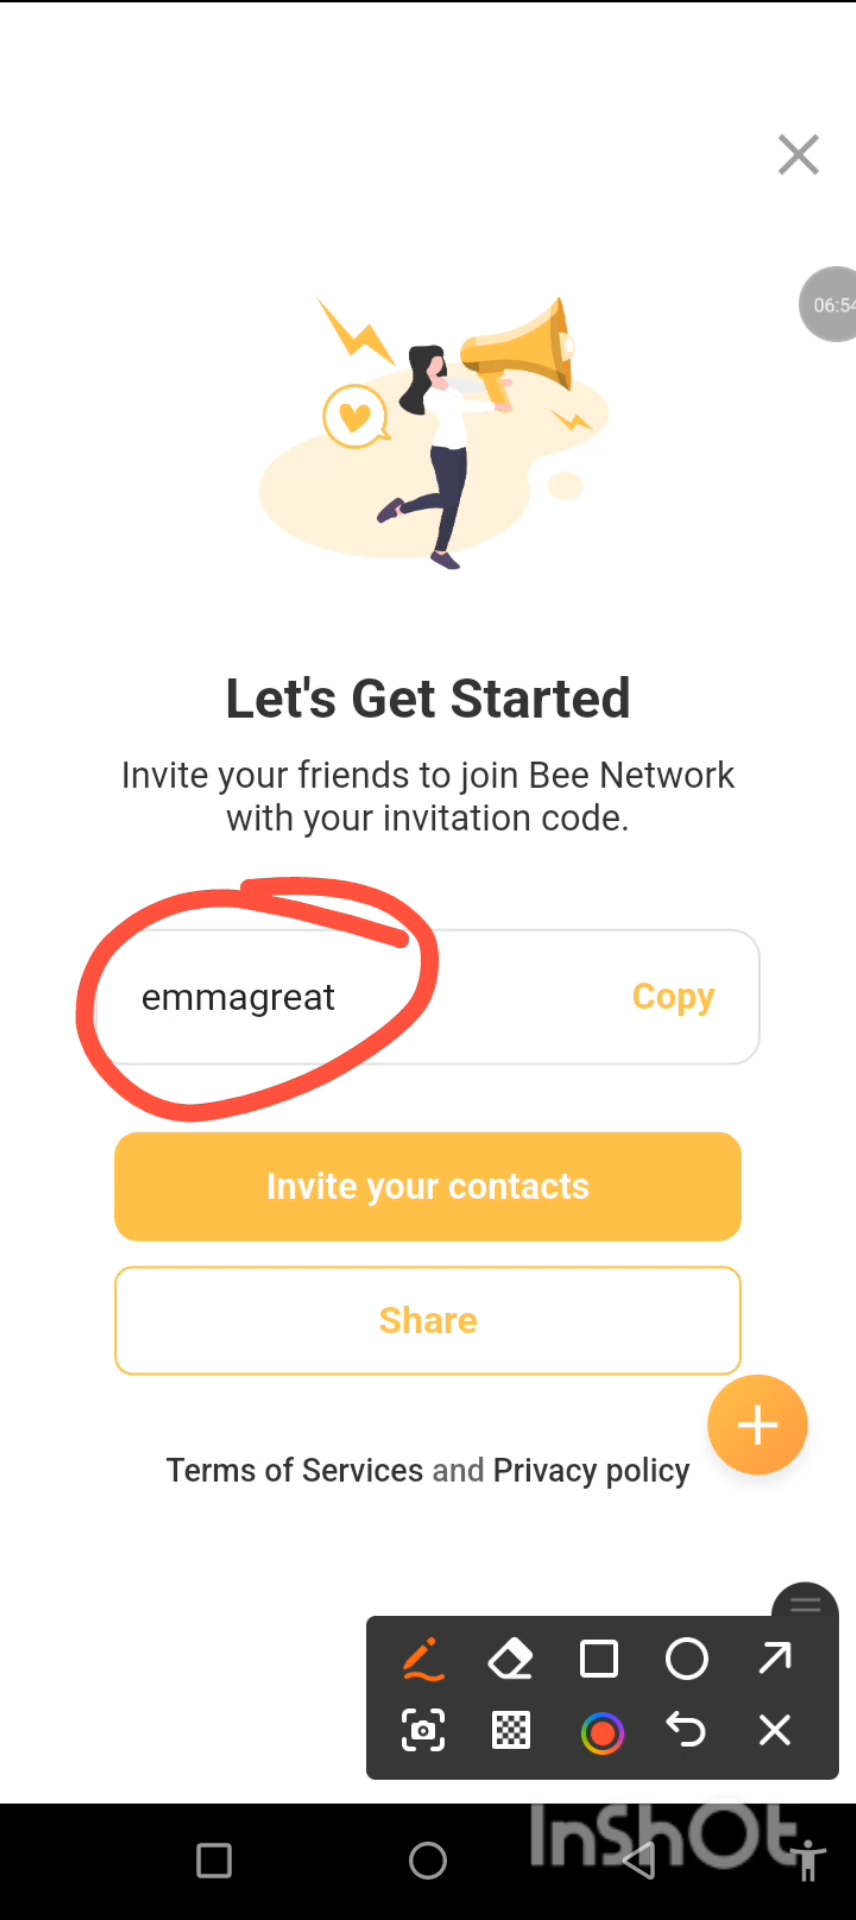 06:54
Let's Get Started
Invite your friends to join Bee Network
with your invitation code.
emmagreat
Copy
Invite your contacts
Share
Terms of Services and Privacy policy
InShOt